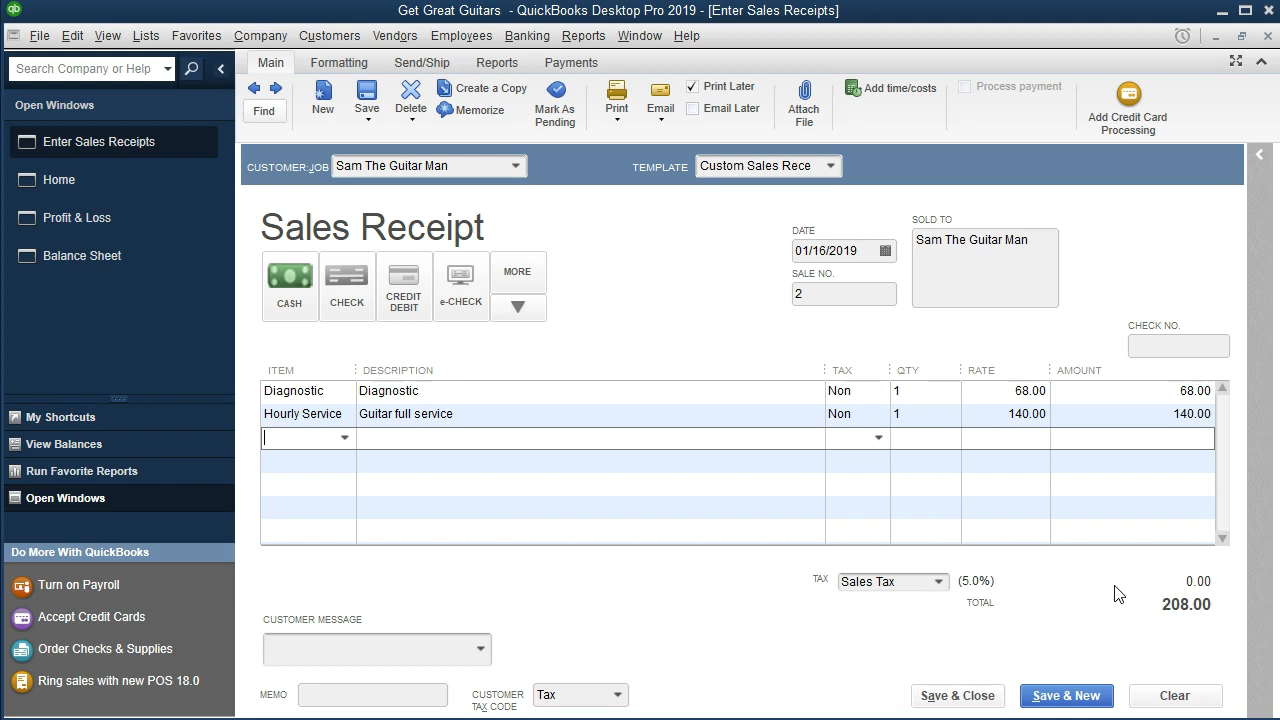 qb
Get Great Guitars - QuickBooks Desktop Pro 2019 - [Enter Sales Receipts]
File Edit View Lists Favorites Company Customers Vendors Employees Banking Reports Window Help
Search Company or Help
Main Formatting Send/Ship Reports Payments
Find New Save Delete Create a Copy Memorize Mark As Pending Print Email Print Later Email Later Attach File Add time/costs Process payment Add Credit Card Processing
Open Windows
Enter Sales Receipts
Home
Profit & Loss
Balance Sheet
My Shortcuts
View Balances
Run Favorite Reports
Open Windows
Do More With QuickBooks
Turn on Payroll
Accept Credit Cards
Order Checks & Supplies
Ring sales with new POS 18.0
CUSTOMER:JOB Sam The Guitar Man TEMPLATE Custom Sales Rece
Sales Receipt
CASH CHECK CREDIT DEBIT e-CHECK MORE
DATE
01/16/2019
SALE NO.
2
SOLD TO
Sam The Guitar Man
CHECK NO.
ITEM DESCRIPTION TAX QTY RATE AMOUNT
Diagnostic Diagnostic Non 1 68.00 68.00
Hourly Service Guitar full service Non 1 140.00 140.00
TAX Sales Tax (5.0%) 0.00
TOTAL 208.00
CUSTOMER MESSAGE
MEMO CUSTOMER TAX CODE Tax
Save & Close Save & New Clear